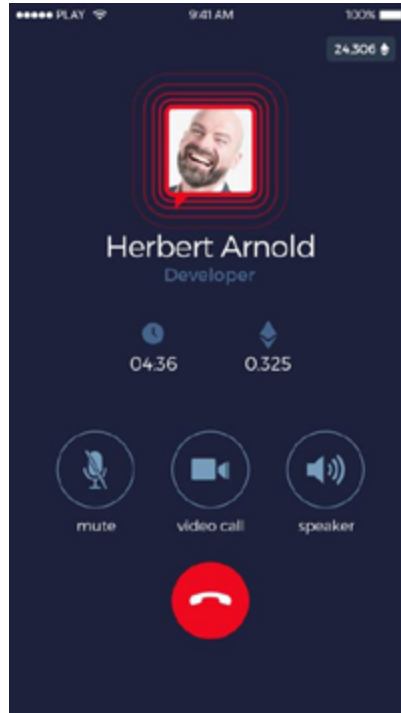 PLAY 9:41 AM 100%
24.306
Herbert Arnold
Developer
04:36 0.325
mute video call speaker